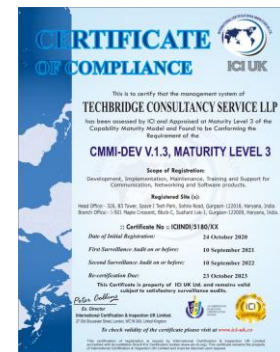 CERTIFICATE
OF COMPLIANCE
ICI UK
This is to certify that the management system of
TECHBRIDGE CONSULTANCY SERVICE LLP
has been assessed by ICI and Appraised at Maturity Level 3 of the
Capability Maturity Model and Found to be Conforming the
Requirement of the
CMMI-DEV V.1.3, MATURITY LEVEL 3
Scope of Registration:
Development, Implementation, Maintenance, Training and Support for
Communication, Networking and Software products.
Registered Site (s):
:: Certificate No :: ICIINDI/3180/XX
Date of Initial Registration: 24 October 2020
First Surveillance Audit on or before: 10 September 2021
Second Surveillance Audit on or before: 10 September 2022
Re-certification Due: 23 October 2023
This Certificate is property of ICI UK Ltd. and remains valid
subject to satisfactory surveillance audits.
Ex. Director
International Certification & Inspection UK Limited
To check validity of the certificate please visit at www.ici-uk.co